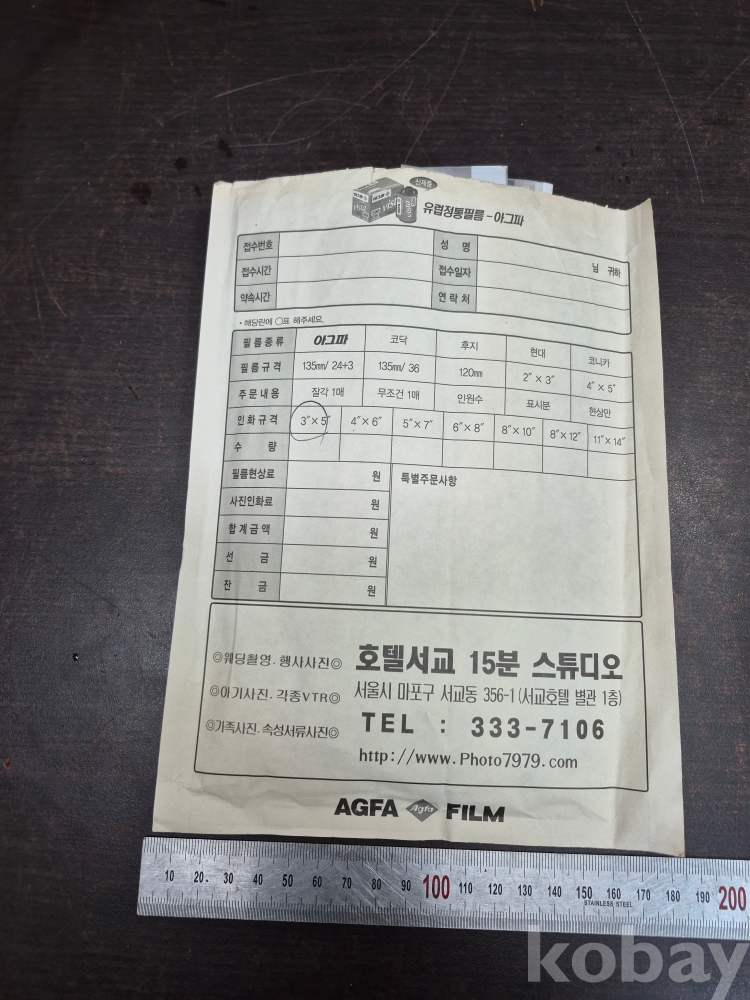 신제품
유럽정통필름-아그파
접수번호 성 명 님 귀하
접수시간 접수일자
약속시간 연락처
* 해당란에 ○표 해주세요.
필름종류 아그파 코닥 후지 현대 코니카
필름규격 135mm/24+3 135mm/36 120mm 2"×3" 4"×5"
주문내용 잘각1매 무조건1매 인원수 표시분 현상만
인화규격 3"×5" 4"×6" 5"×7" 6"×8" 8"×10" 8"×12" 11"×14"
수 량
필름현상료 원 특별주문사항
사진인화료 원
합계금액 원
선 금 원
잔 금 원
◎웨딩촬영·행사사진◎ 호텔서교 15분 스튜디오
◎아기사진·각종VTR◎ 서울시 마포구 서교동 356-1(서교호텔 별관 1층)
◎가족사진·속성서류사진◎ TEL : 333-7106
http://www.Photo7979.com
AGFA Agfa FILM
10 20 30 40 50 60 70 80 90 100 110 120 130 140 150 160 170 180 190 200
STAINLESS STEEL
kobay